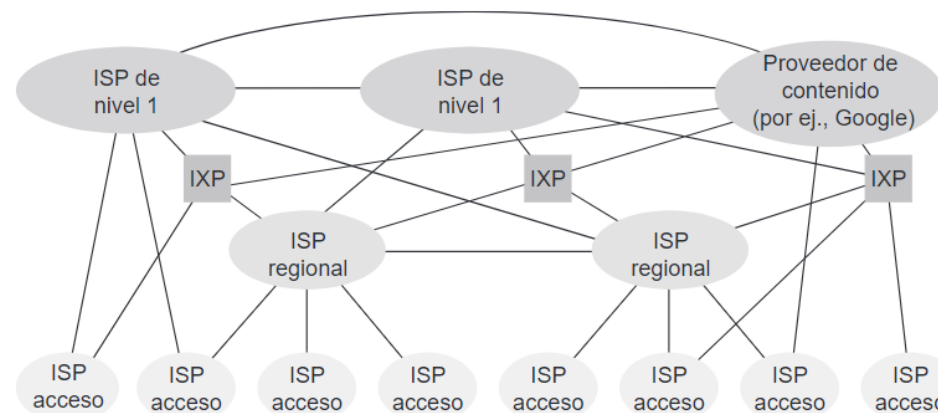 ISP de
nivel 1
ISP de
nivel 1
Proveedor de
contenido
(por ej., Google)
IXP
IXP
IXP
ISP
regional
ISP
regional
ISP
acceso
ISP
acceso
ISP
acceso
ISP
acceso
ISP
acceso
ISP
acceso
ISP
acceso
ISP
acceso